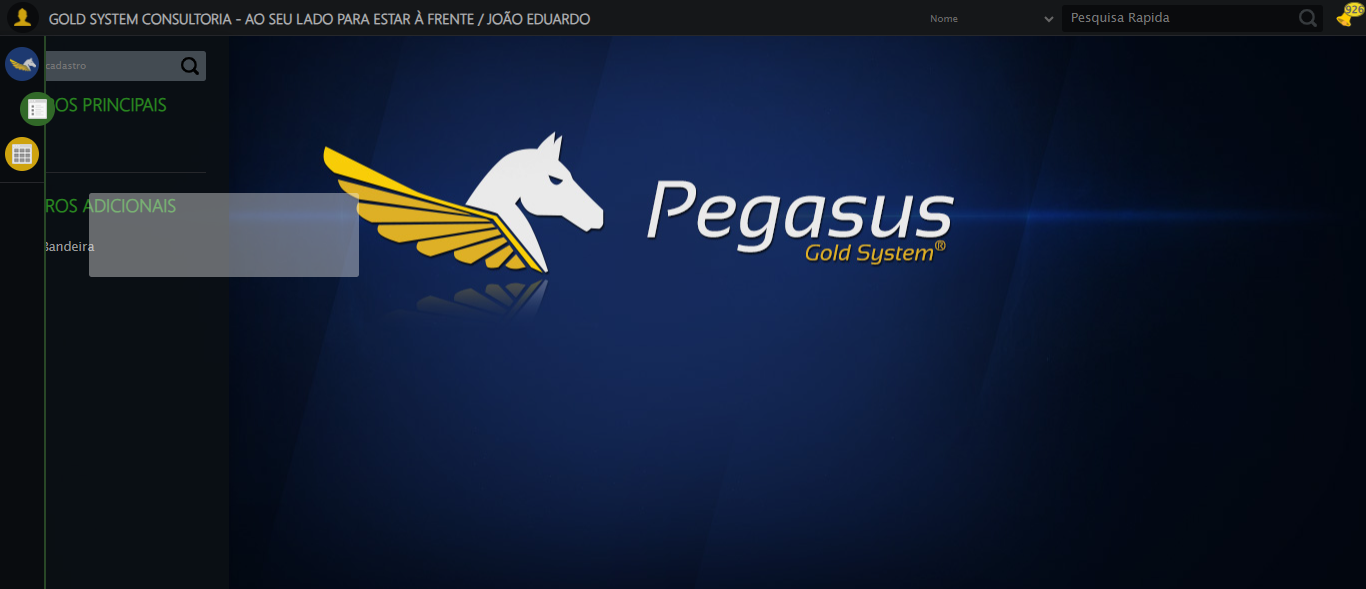 GOLD SYSTEM CONSULTORIA - AO SEU LADO PARA ESTAR À FRENTE / JOÃO EDUARDO
Nome
Pesquisa Rapida
926
cadastro
OS PRINCIPAIS
ROS ADICIONAIS
Bandeira
Pegasus
Gold System®